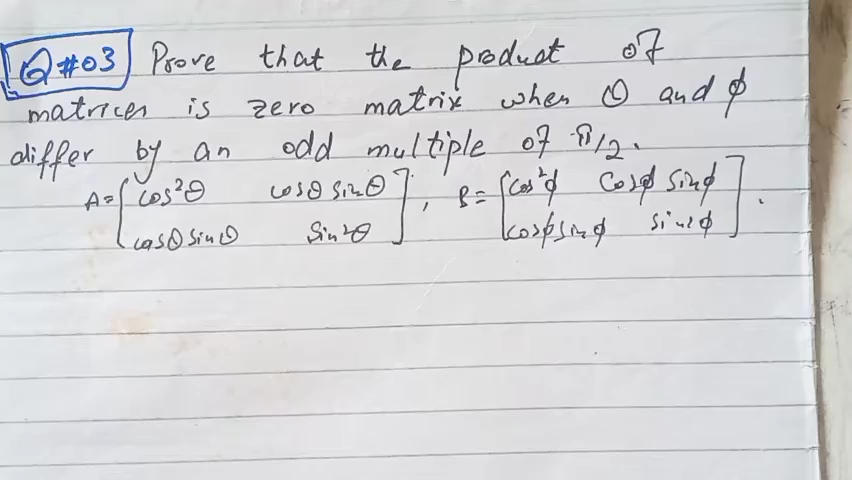 Q#03 Prove that the product of
matrices is zero matrix when θ and ϕ
differ by an odd multiple of π/2.
A=[cos²θ cosθ sinθ], B=[cos²ϕ cosϕ sinϕ].
[cosθ sinθ sin²θ] [cosϕ sinϕ sin²ϕ]